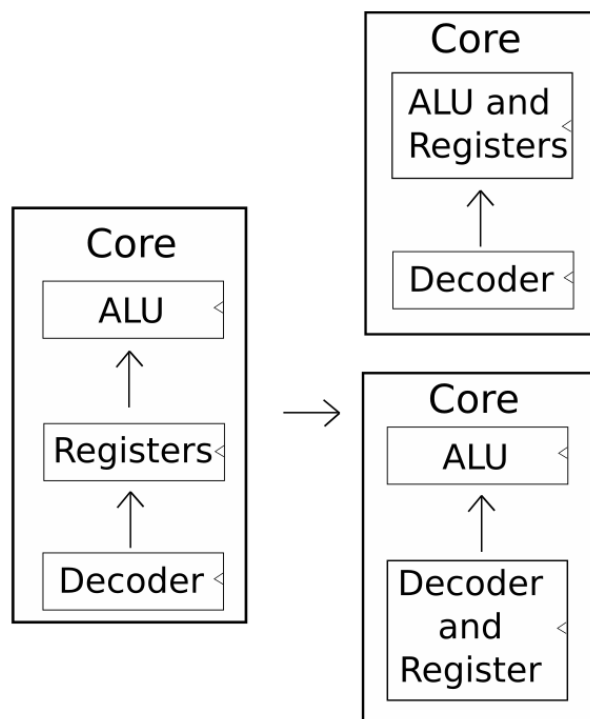 Core
ALU
Registers
Decoder
Core
ALU and
Registers
Decoder
Core
ALU
Decoder
and
Register